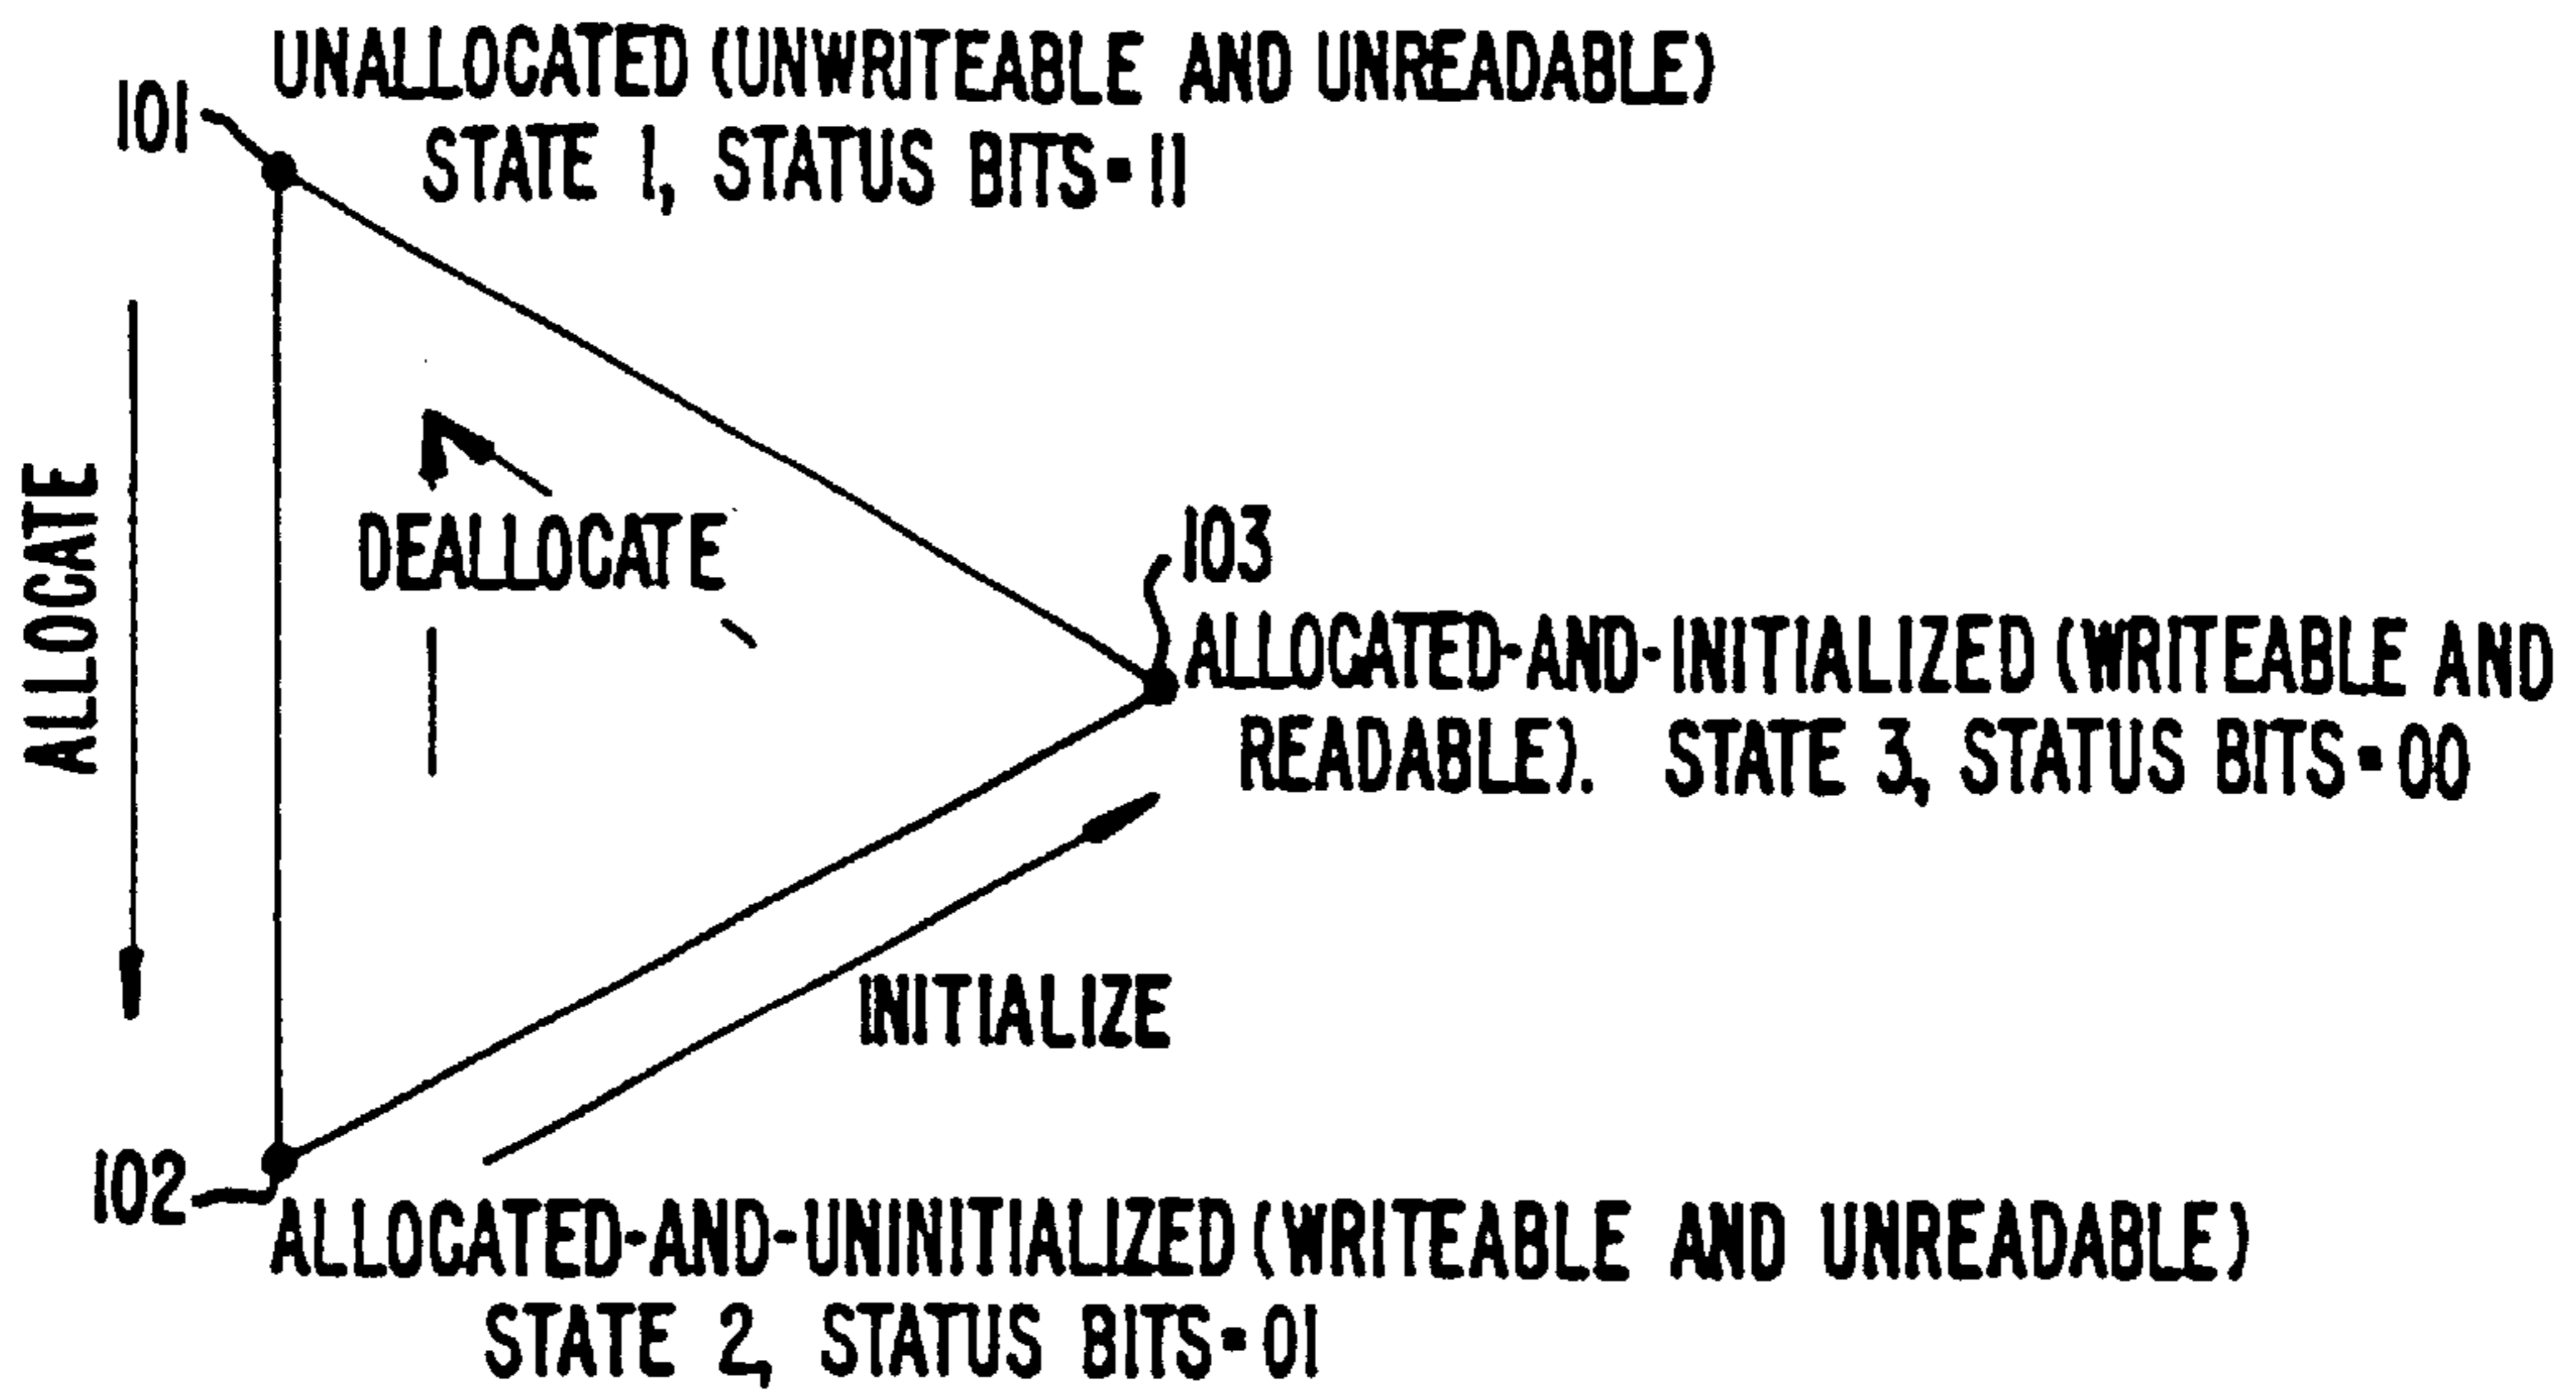 UNALLOCATED (UNWRITEABLE AND UNREADABLE)
101
STATE 1, STATUS BITS=11
ALLOCATE
DEALLOCATE
103
ALLOCATED-AND-INITIALIZED (WRITEABLE AND
READABLE). STATE 3, STATUS BITS=00
INITIALIZE
102
ALLOCATED-AND-UNINITIALIZED (WRITEABLE AND UNREADABLE)
STATE 2, STATUS BITS=01